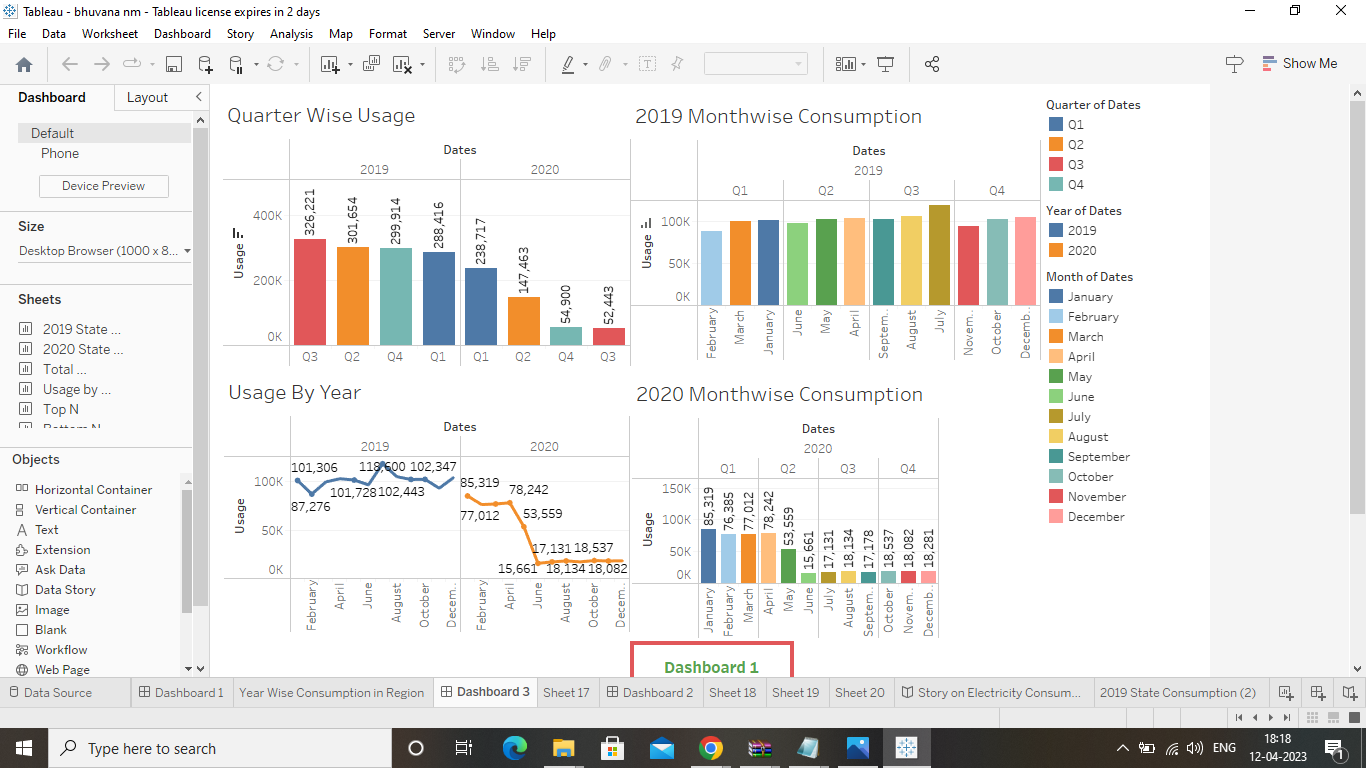 Tableau - bhuvana nm - Tableau license expires in 2 days
File Data Worksheet Dashboard Story Analysis Map Format Server Window Help
Show Me
Dashboard Layout
Default
Phone
Device Preview
Size
Desktop Browser (1000 x 8...
Sheets
2019 State ...
2020 State ...
Total ...
Usage by ...
Top N
Objects
Horizontal Container
Vertical Container
Text
Extension
Ask Data
Data Story
Image
Blank
Workflow
Web Page
Quarter Wise Usage
Dates
2019 2020
Usage
400K
200K
0K
326,221 301,654 299,914 288,416 238,717 147,463 54,900 52,443
Q3 Q2 Q4 Q1 Q1 Q2 Q4 Q3
2019 Monthwise Consumption
Dates
2019
Q1 Q2 Q3 Q4
Usage
100K
50K
0K
February March January June May April Septem.. August July Novem.. October Decemb..
Usage By Year
Dates
2019 2020
Usage
100K
50K
0K
101,306 118,600 102,347
87,276 101,728 102,443
85,319 78,242
77,012 53,559
17,131 18,537
15,661 18,134 18,082
February April June August October Decem.. February April June August October Decem..
2020 Monthwise Consumption
Dates
2020
Q1 Q2 Q3 Q4
Usage
150K
100K
50K
0K
85,319 76,385 77,012 78,242 53,559 15,661 17,131 18,134 17,178 18,537 18,082 18,281
January February March April May June July August Septem.. October Novem.. Decemb..
Dashboard 1
Quarter of Dates
Q1
Q2
Q3
Q4
Year of Dates
2019
2020
Month of Dates
January
February
March
April
May
June
July
August
September
October
November
December
Data Source Dashboard 1 Year Wise Consumption in Region Dashboard 3 Sheet 17 Dashboard 2 Sheet 18 Sheet 19 Sheet 20 Story on Electricity Consum... 2019 State Consumption (2)
Type here to search
ENG
18:18
12-04-2023
1